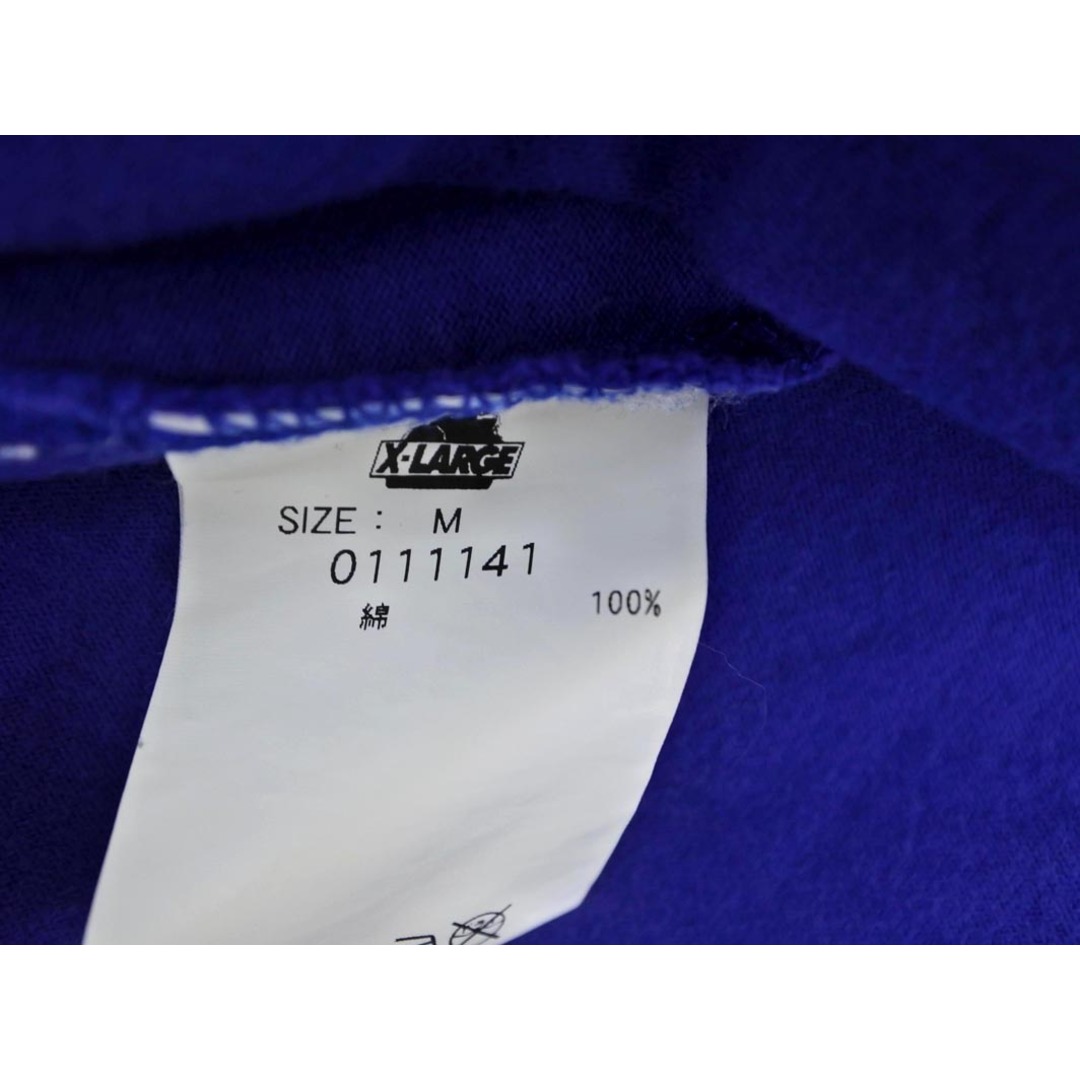 X-LARGE
SIZE : M
0111141
綿 100%